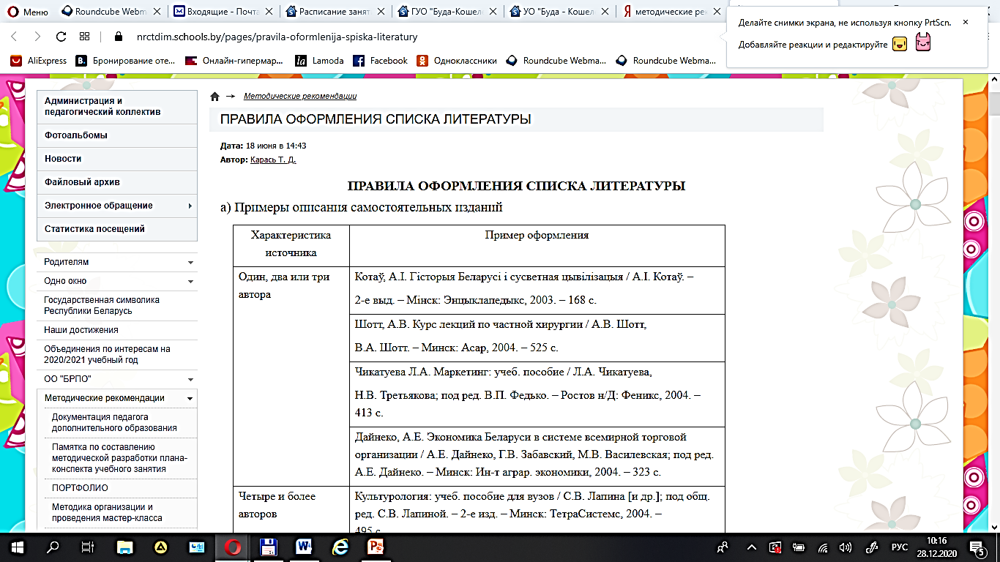 Меню
Roundcube Webm
Входящие - Почта
Расписание занят
ГУО "Буда-Кошел
УО "Буда - Кошел
методические рек
Делайте снимки экрана, не используя кнопку PrtScn.
Добавляйте реакции и редактируйте
nrctdim.schools.by/pages/pravila-oformlenija-spiska-literatury
AliExpress
Бронирование оте...
Онлайн-гипермар...
Lamoda
Facebook
Одноклассники
Roundcube Webma...
Roundcube Webma...
Администрация и
педагогический коллектив
Фотоальбомы
Новости
Файловый архив
Электронное обращение
Статистика посещений
Родителям
Одно окно
Государственная символика
Республики Беларусь
Наши достижения
Объединения по интересам на
2020/2021 учебный год
ОО "БРПО"
Методические рекомендации
Документация педагога
дополнительного образования
Памятка по составлению
методической разработки плана-
конспекта учебного занятия
ПОРТФОЛИО
Методика организации и
проведения мастер-класса
Методические рекомендации
ПРАВИЛА ОФОРМЛЕНИЯ СПИСКА ЛИТЕРАТУРЫ
Дата: 18 июня в 14:43
Автор: Карась Т. Д.
ПРАВИЛА ОФОРМЛЕНИЯ СПИСКА ЛИТЕРАТУРЫ
а) Примеры описания самостоятельных изданий
Характеристика
источника
Пример оформления
Один, два или три
автора
Котаў, А.І. Гісторыя Беларусі і сусветная цывілізацыя / А.І. Котаў. –
2-е выд. – Мінск: Энцыклапедыкс, 2003. – 168 с.
Шотт, А.В. Курс лекций по частной хирургии / А.В. Шотт,
В.А. Шотт. – Минск: Асар, 2004. – 525 с.
Чикатуева Л.А. Маркетинг: учеб. пособие / Л.А. Чикатуева,
Н.В. Третьякова; под ред. В.П. Федько. – Ростов н/Д: Феникс, 2004. –
413 с.
Дайнеко, А.Е. Экономика Беларуси в системе всемирной торговой
организации / А.Е. Дайнеко, Г.В. Забавский, М.В. Василевская; под ред.
А.Е. Дайнеко. – Минск: Ин-т аграр. экономики, 2004. – 323 с.
Четыре и более
авторов
Культурология: учеб. пособие для вузов / С.В. Лапина [и др.]; под общ.
ред. С.В. Лапиной. – 2-е изд. – Минск: ТетраСистемс, 2004. –
495 с
РУС
10:16
28.12.2020
5